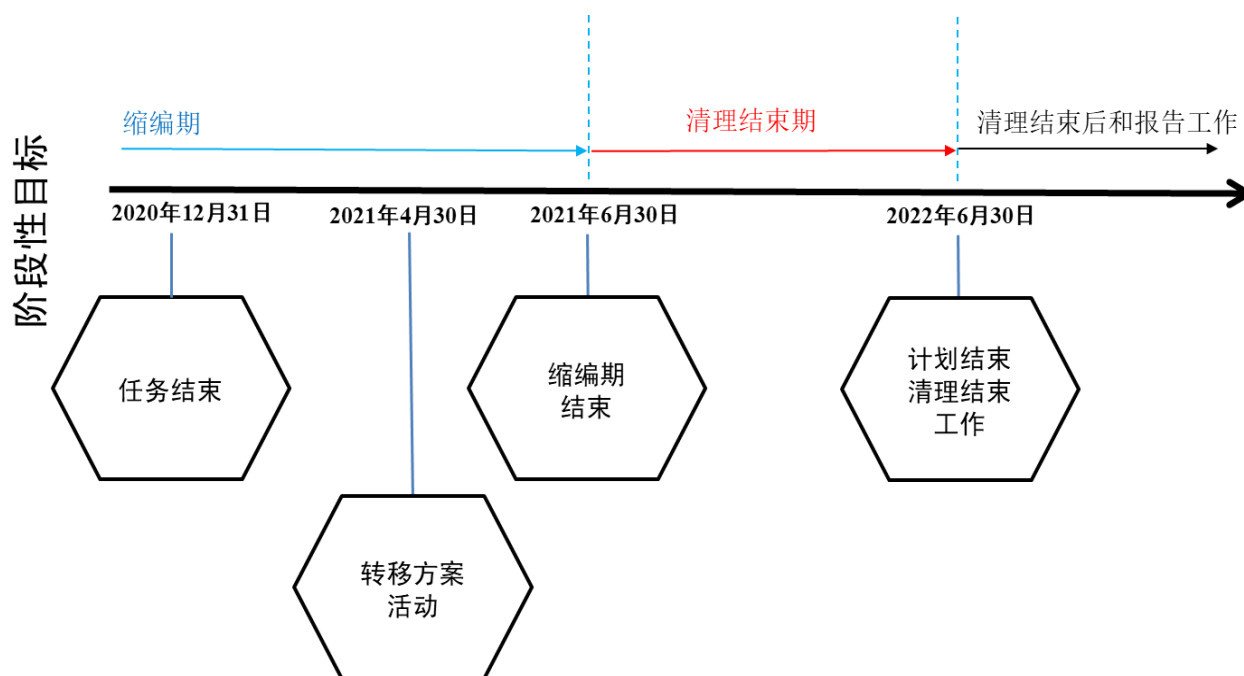 阶段性目标
缩编期
清理结束期
清理结束后和报告工作
2020年12月31日
2021年4月30日
2021年6月30日
2022年6月30日
任务结束
缩编期
结束
计划结束
清理结束
工作
转移方案
活动